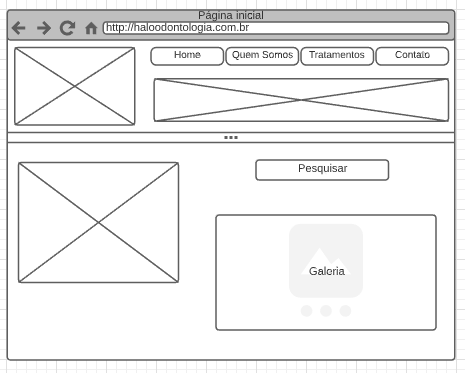 Página inicial
http://haloodontologia.com.br
Home
Quem Somos
Tratamentos
Contato
Pesquisar
Galeria